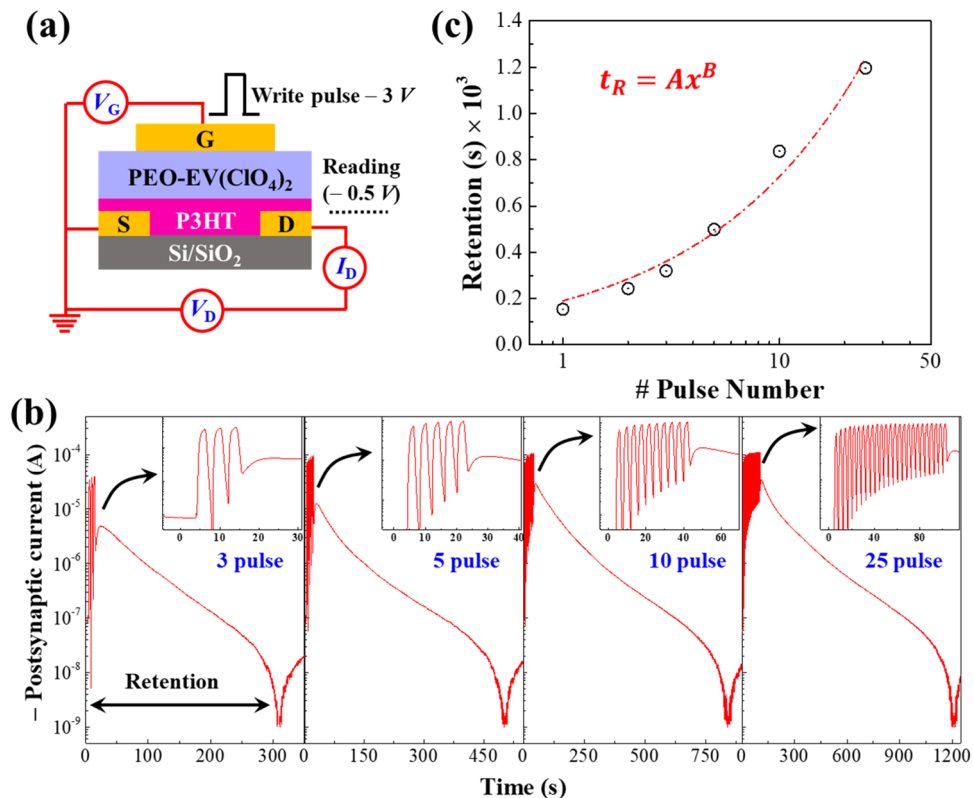 (a)
V_G
Write pulse – 3 V
G
PEO-EV(ClO₄)₂
Reading
(– 0.5 V)
S
P3HT
D
Si/SiO₂
I_D
V_D
(c)
t_R = Ax^B
Retention (s) × 10³
1.4
1.2
1.0
0.8
0.6
0.4
0.2
0.0
1
10
50
# Pulse Number
(b)
– Postsynaptic current (A)
10⁻⁴
10⁻⁵
10⁻⁶
10⁻⁷
10⁻⁸
10⁻⁹
0 10 20 30
3 pulse
Retention
0 10 20 30 40
5 pulse
0 20 40 60
10 pulse
0 40 80
25 pulse
0 150 300
0 150 300 450
0 250 500 750
0 300 600 900 1200
Time (s)